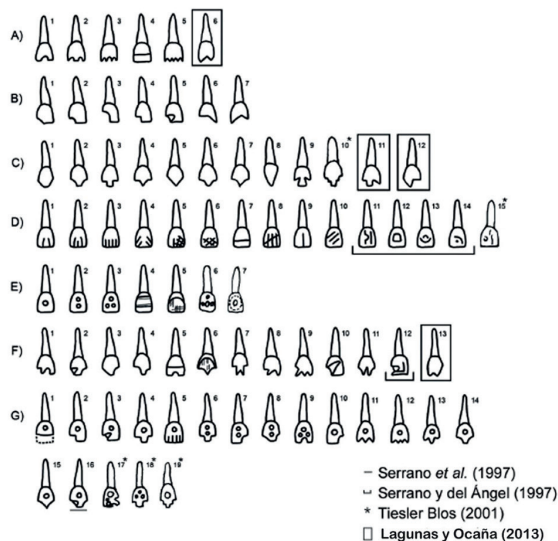 A) 1 2 3 4 5 6
B) 1 2 3 4 5 6 7
C) 1 2 3 4 5 6 7 8 9 10* 11 12
D) 1 2 3 4 5 6 7 8 9 10 11 12 13 14 15*
E) 1 2 3 4 5 6 7
F) 1 2 3 4 5 6 7 8 9 10 11 12 13
G) 1 2 3 4 5 6 7 8 9 10 11 12 13 14
15 16 17* 18* 19*
– Serrano et al. (1997)
⎵ Serrano y del Ángel (1997)
* Tiesler Blos (2001)
▯ Lagunas y Ocaña (2013)